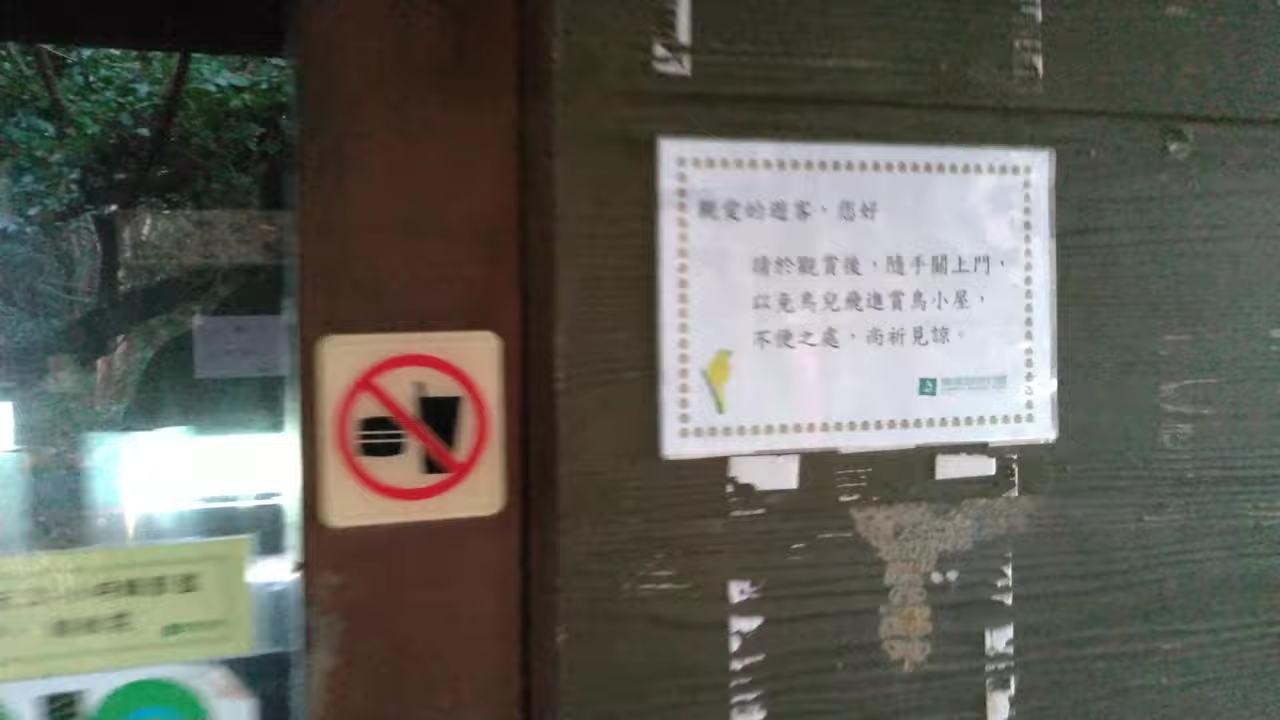 親愛的遊客，您好
請於觀賞後，隨手關上門，
以免鳥兒飛進賞鳥小屋，
不便之處，尚祈見諒。